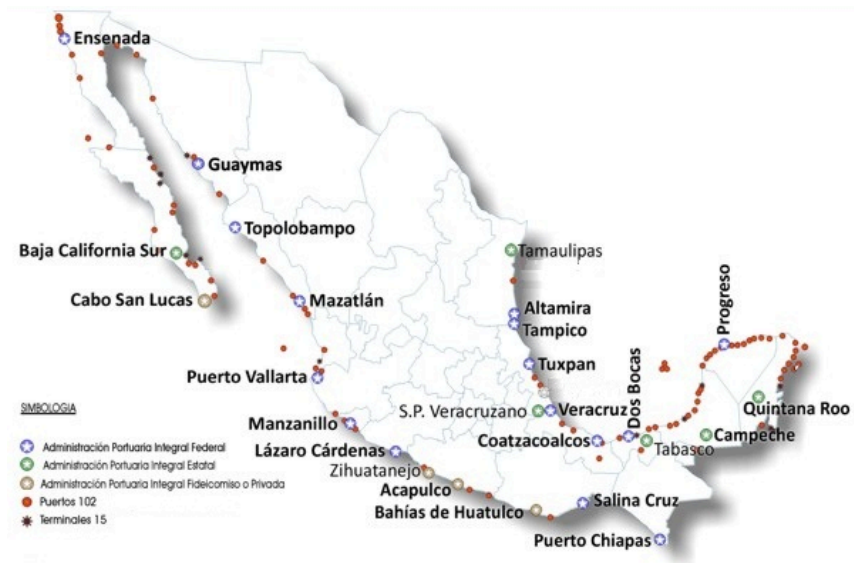 Ensenada
Guaymas
Topolobampo
Baja California Sur
Cabo San Lucas
Mazatlán
Tamaulipas
Altamira
Tampico
Progreso
Tuxpan
Puerto Vallarta
Dos Bocas
S.P. Veracruzano
Veracruz
Quintana Roo
Manzanillo
Coatzacoalcos
Campeche
Tabasco
Lázaro Cárdenas
Zihuatanejo
Acapulco
Bahías de Huatulco
Salina Cruz
Puerto Chiapas
SIMBOLOGIA
Administración Portuaria Integral Federal
Administración Portuaria Integral Estatal
Administración Portuaria Integral Fideicomiso o Privada
Puertos 102
Terminales 15